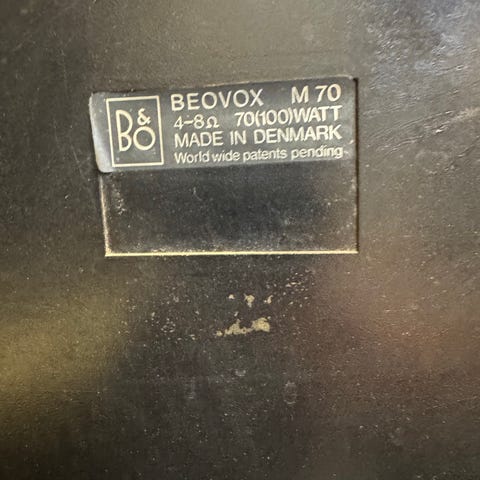 B&O
BEOVOX M 70
4-8Ω 70(100)WATT
MADE IN DENMARK
World wide patents pending